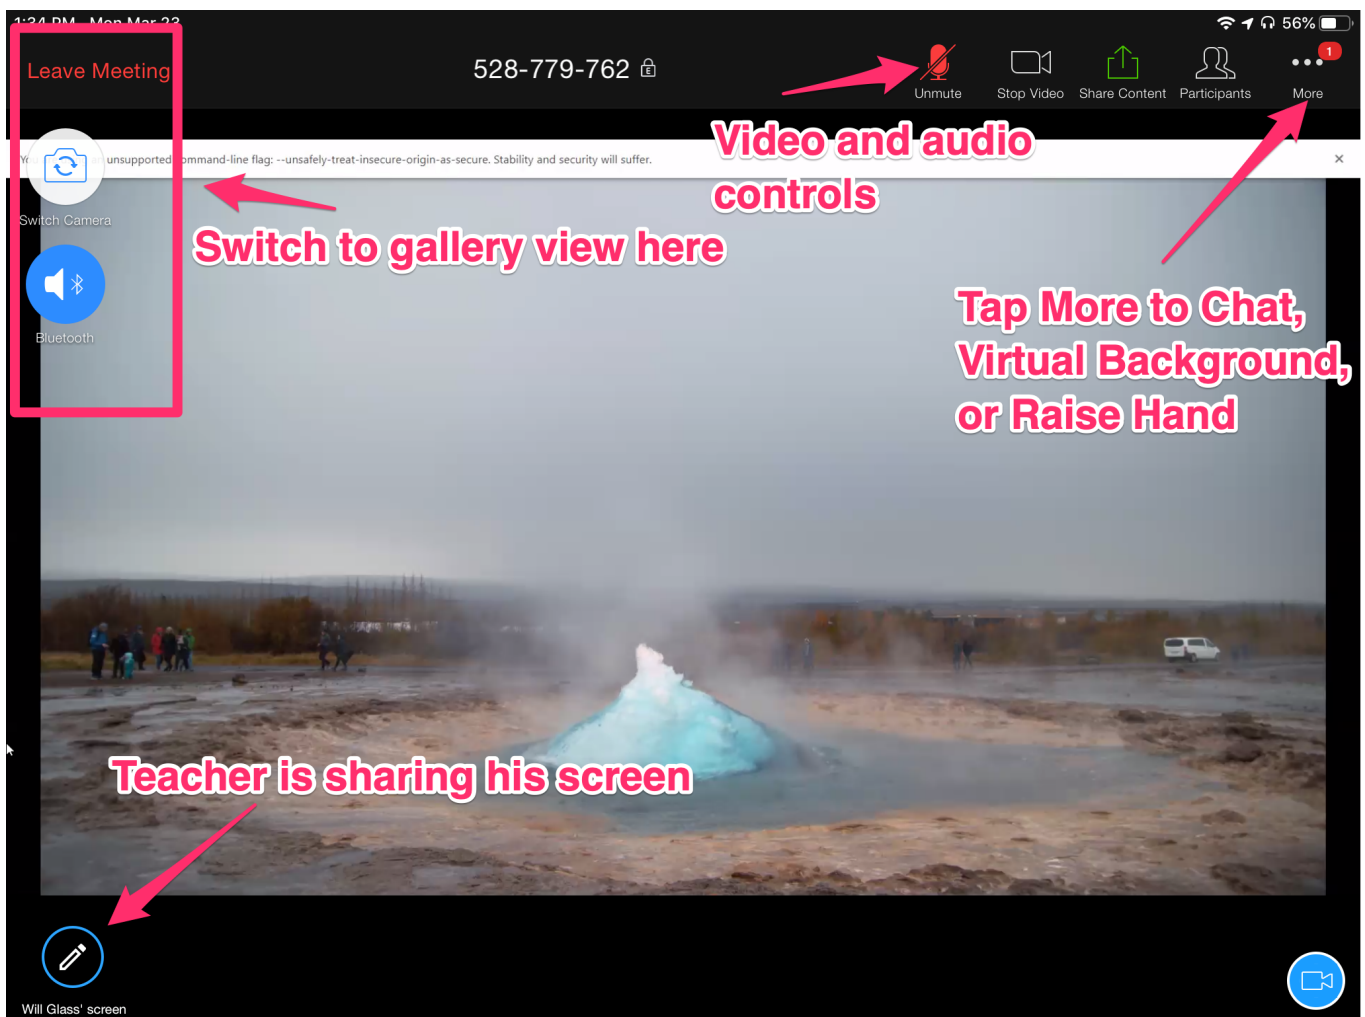 1:34 PM Mon Mar 23
56%
Leave Meeting
528-779-762
1
Unmute
Stop Video
Share Content
Participants
More
Video and audio
controls
unsupported command-line flag: --unsafely-treat-insecure-origin-as-secure. Stability and security will suffer.
Switch Camera
Switch to gallery view here
Bluetooth
Tap More to Chat,
Virtual Background,
or Raise Hand
Teacher is sharing his screen
Will Glass' screen